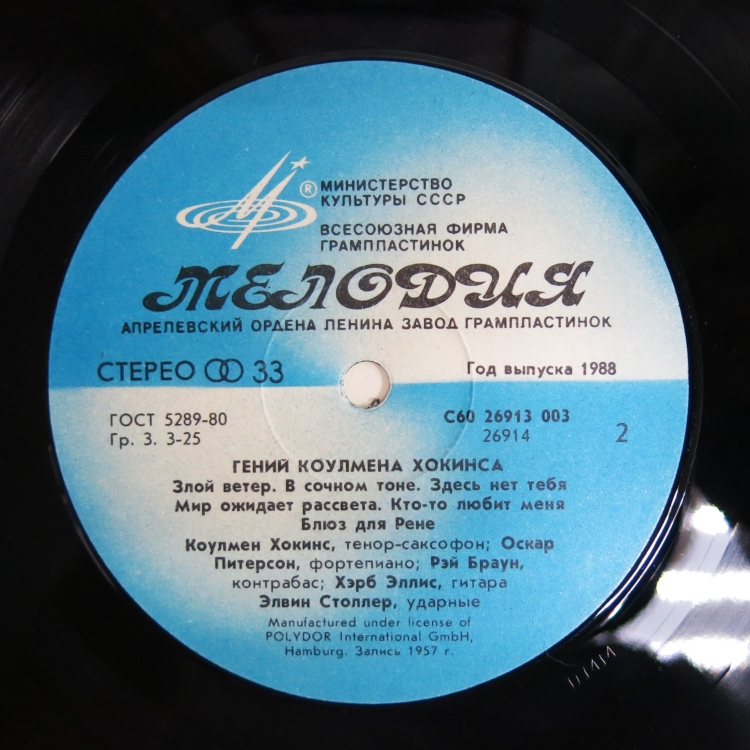 ®
МИНИСТЕРСТВО
КУЛЬТУРЫ СССР
ВСЕСОЮЗНАЯ ФИРМА
ГРАМПЛАСТИНОК
МЕЛОДИЯ
АПРЕЛЕВСКИЙ ОРДЕНА ЛЕНИНА ЗАВОД ГРАМПЛАСТИНОК
СТЕРЕО 33
Год выпуска 1988
ГОСТ 5289-80
Гр. 3. 3-25
С60 26913 003
26914
2
ГЕНИЙ КОУЛМЕНА ХОКИНСА
Злой ветер. В сочном тоне. Здесь нет тебя
Мир ожидает рассвета. Кто-то любит меня
Блюз для Рене
Коулмен Хокинс, тенор-саксофон; Оскар
Питерсон, фортепиано; Рэй Браун,
контрабас; Хэрб Эллис, гитара
Элвин Столлер, ударные
Manufactured under license of
POLYDOR International GmbH,
Hamburg. Запись 1957 г.